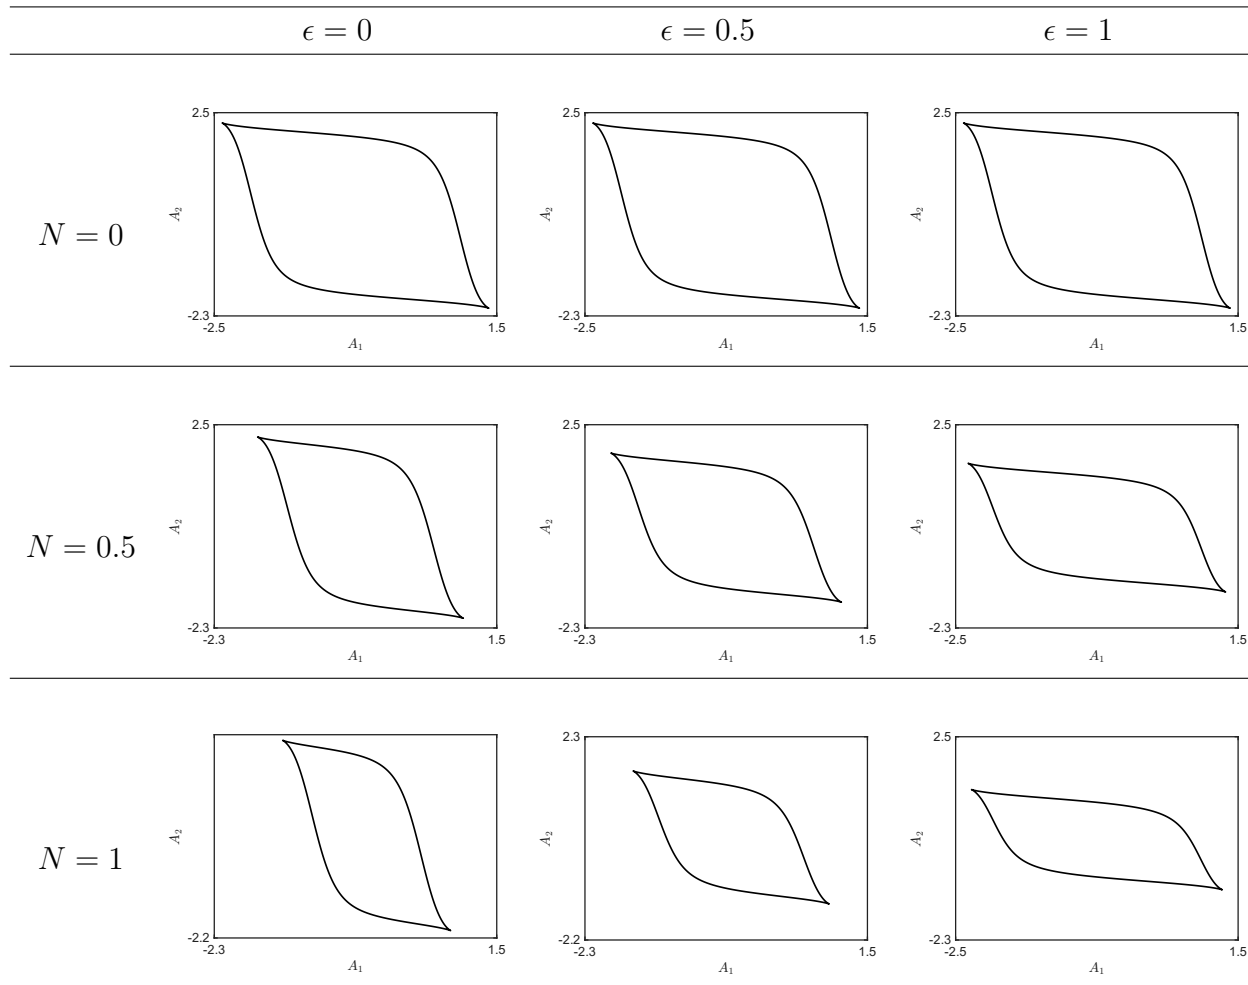 ϵ = 0 ϵ = 0.5 ϵ = 1
2.5 2.5 2.5
A₂ A₂ A₂
N = 0
-2.3 -2.3 -2.3
-2.5 1.5 -2.5 1.5 -2.5 1.5
A₁ A₁ A₁
2.5 2.5 2.5
A₂ A₂ A₂
N = 0.5
-2.3 -2.3 -2.3
-2.3 1.5 -2.3 1.5 -2.5 1.5
A₁ A₁ A₁
2.3 2.5
A₂ A₂ A₂
N = 1
-2.2 -2.2 -2.3
-2.3 1.5 -2.3 1.5 -2.5 1.5
A₁ A₁ A₁